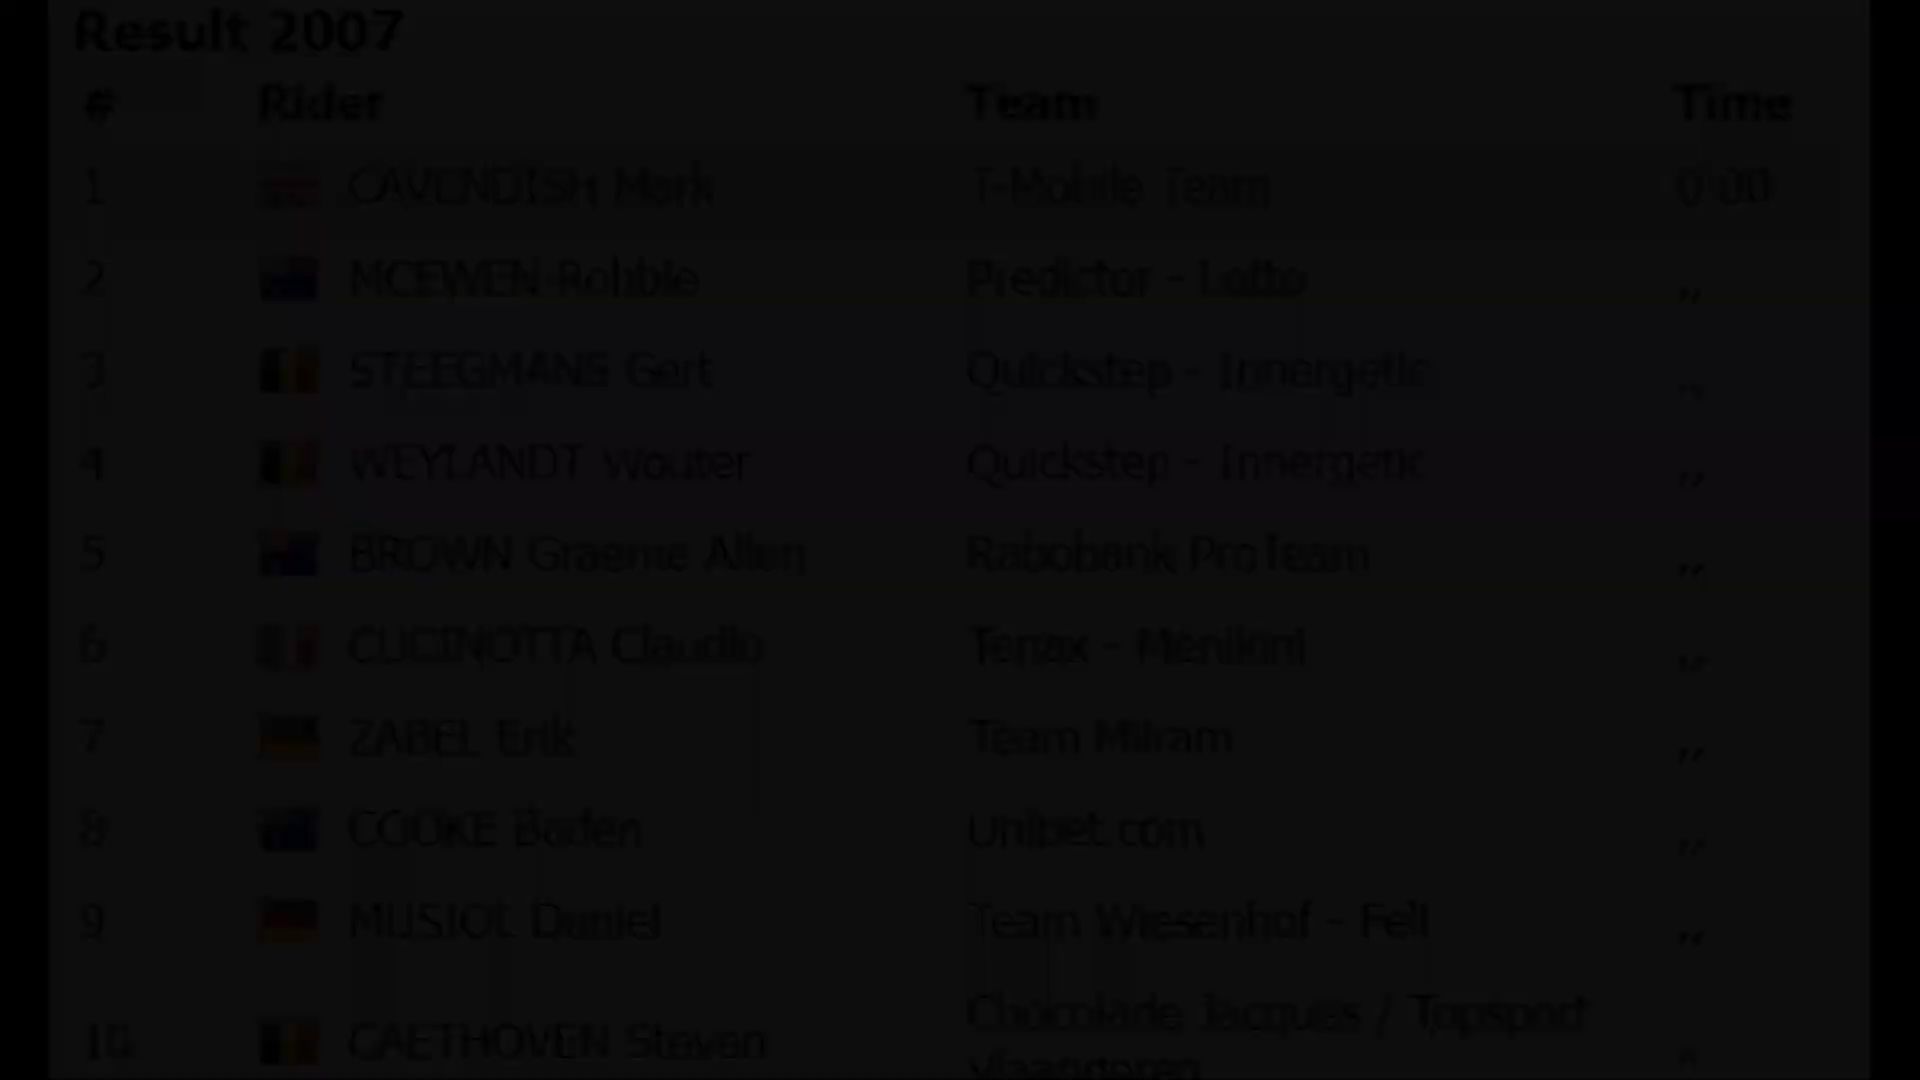 Result 2007
# Rider Team Time
1 CAVENDISH Mark T-Mobile Team 0:00
2 MCEWEN Robbie Predictor - Lotto ,,
3 STEEGMANS Gert Quickstep - Innergetic ,,
4 WEYLANDT Wouter Quickstep - Innergetic ,,
5 BROWN Graeme Allen Rabobank ProTeam ,,
6 CUCINOTTA Claudio Tenax - Menikini ,,
7 ZABEL Erik Team Milram ,,
8 COOKE Baden Unibet.com ,,
9 MUSIOL Daniel Team Wiesenhof - Felt ,,
10 CAETHOVEN Steven Chocolade Jacques / Topsport ,,
Vlaanderen